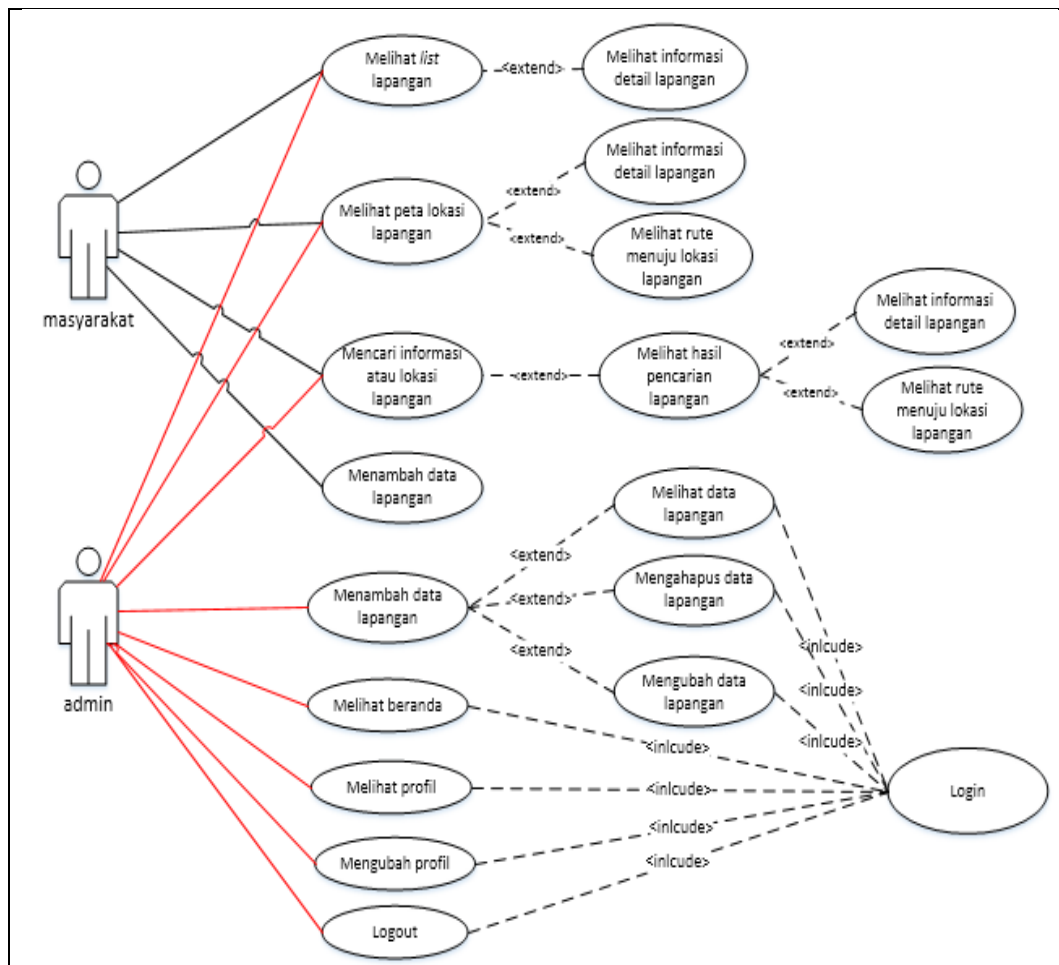 Melihat list
lapangan
<extend>
Melihat informasi
detail lapangan
Melihat informasi
detail lapangan
<extend>
Melihat peta lokasi
lapangan
<extend>
Melihat rute
menuju lokasi
lapangan
masyarakat
Melihat informasi
detail lapangan
<extend>
Mencari informasi
atau lokasi
lapangan
<extend>
Melihat hasil
pencarian
lapangan
<extend>
Melihat rute
menuju lokasi
lapangan
Menambah data
lapangan
Melihat data
lapangan
<extend>
Menambah data
lapangan
<extend>
Mengahapus data
lapangan
<extend>
Mengubah data
lapangan
<inlcude>
<inlcude>
<inlcude>
admin
Melihat beranda
<inlcude>
Melihat profil
<inlcude>
Login
Mengubah profil
<inlcude>
Logout
<inlcude>